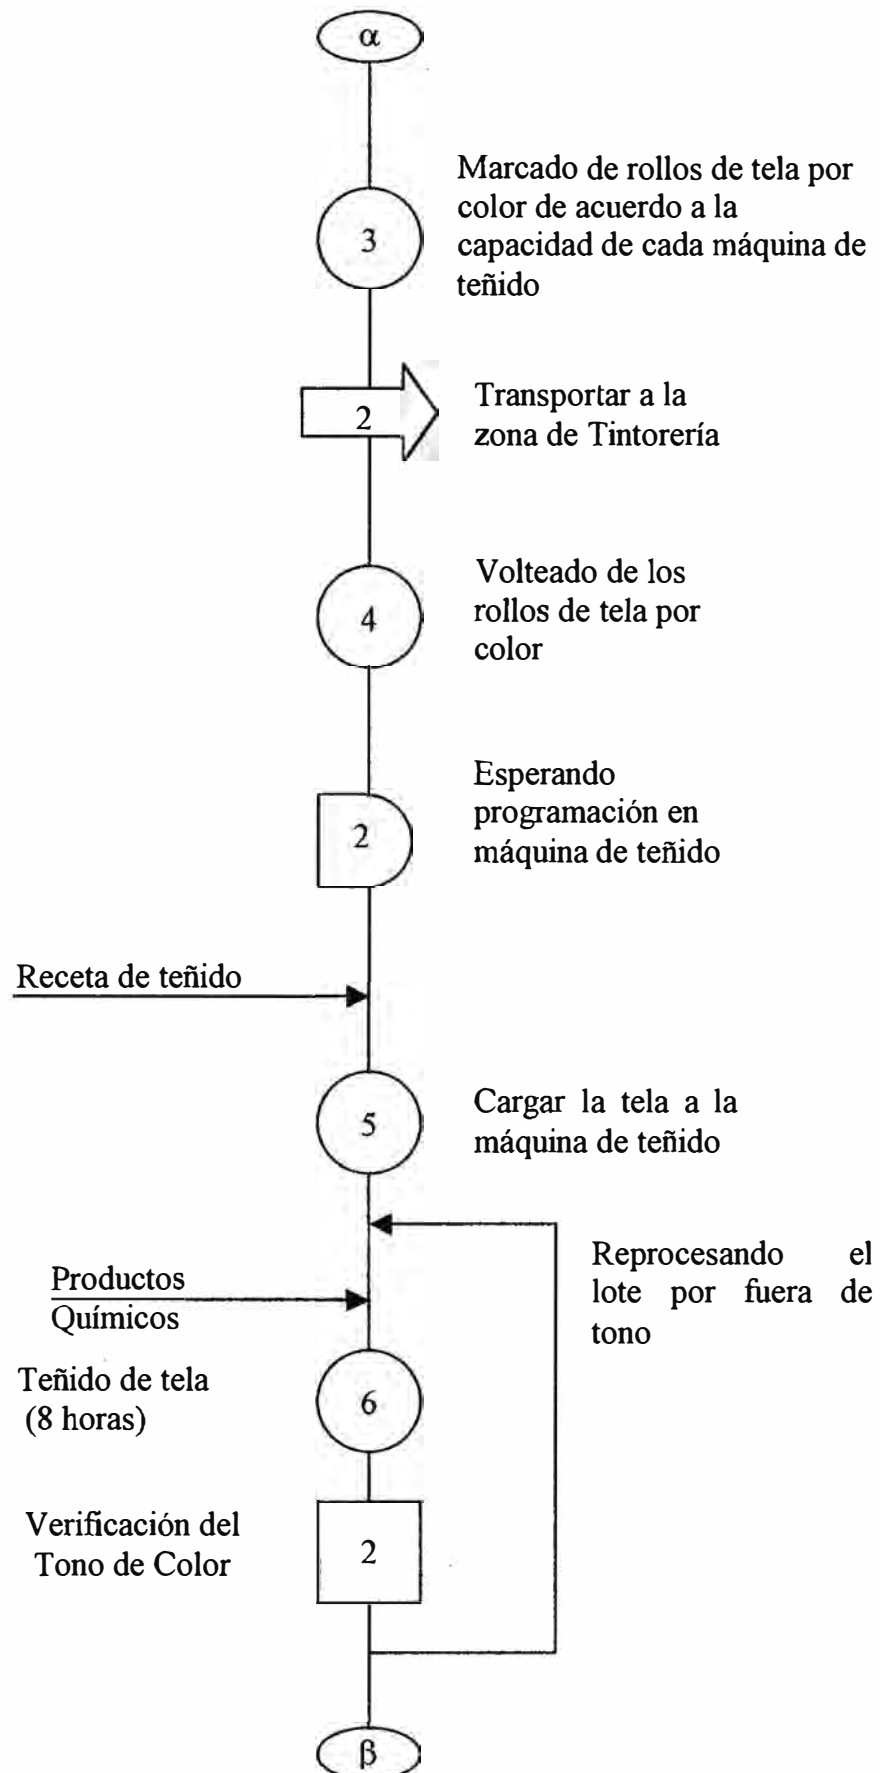 α
3
Marcado de rollos de tela por
color de acuerdo a la
capacidad de cada máquina de
teñido
2
Transportar a la
zona de Tintorería
4
Volteado de los
rollos de tela por
color
2
Esperando
programación en
máquina de teñido
Receta de teñido
5
Cargar la tela a la
máquina de teñido
Reprocesando el
lote por fuera de
tono
Productos
Químicos
Teñido de tela
(8 horas)
6
Verificación del
Tono de Color
2
β